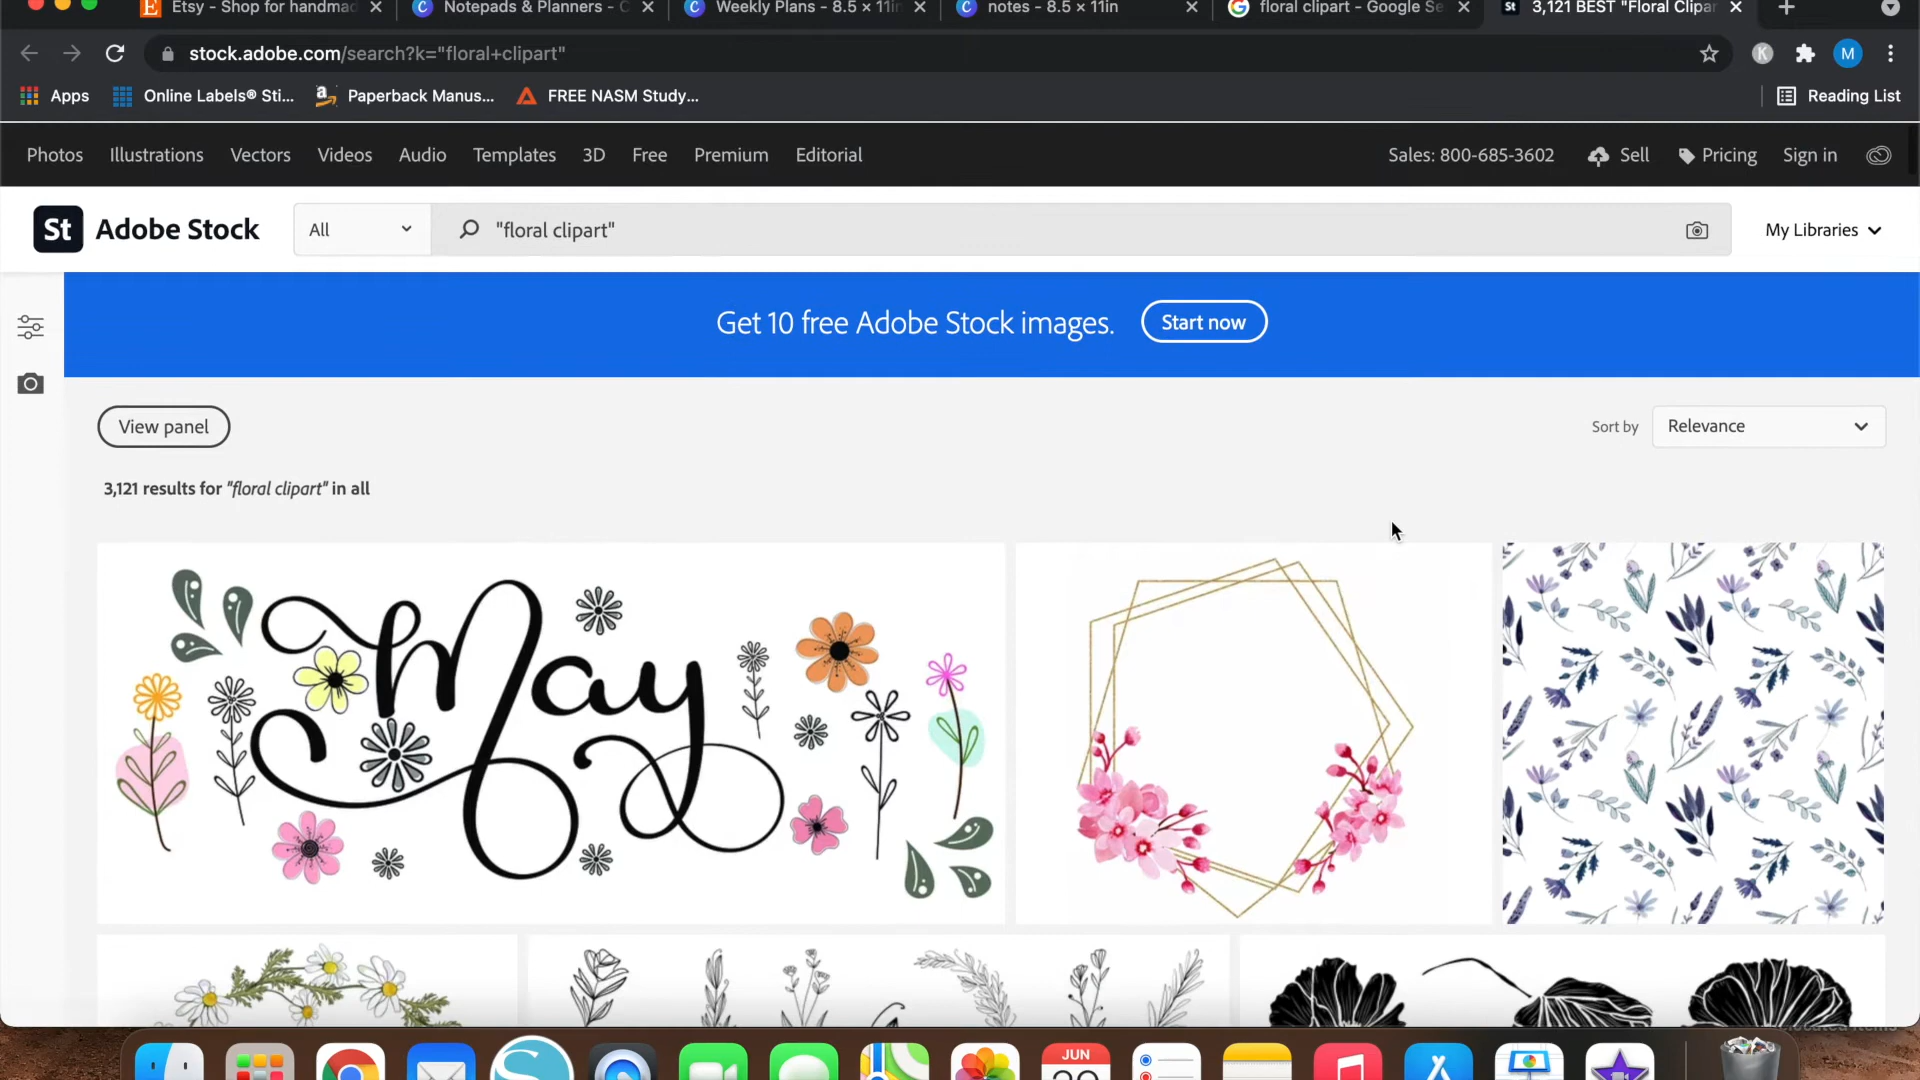 Etsy - Shop for handmad
Notepads & Planners - C
Weekly Plans - 8.5 × 11in
notes - 8.5 × 11in
floral clipart - Google Se
3,121 BEST "Floral Clipar
stock.adobe.com/search?k="floral+clipart"
K
M
Apps
Online Labels® Sti...
Paperback Manus...
FREE NASM Study...
Reading List
Photos
Illustrations
Vectors
Videos
Audio
Templates
3D
Free
Premium
Editorial
Sales: 800-685-3602
Sell
Pricing
Sign in
St
Adobe Stock
All
"floral clipart"
My Libraries
Get 10 free Adobe Stock images.
Start now
View panel
Sort by
Relevance
3,121 results for "floral clipart" in all
May
JUN